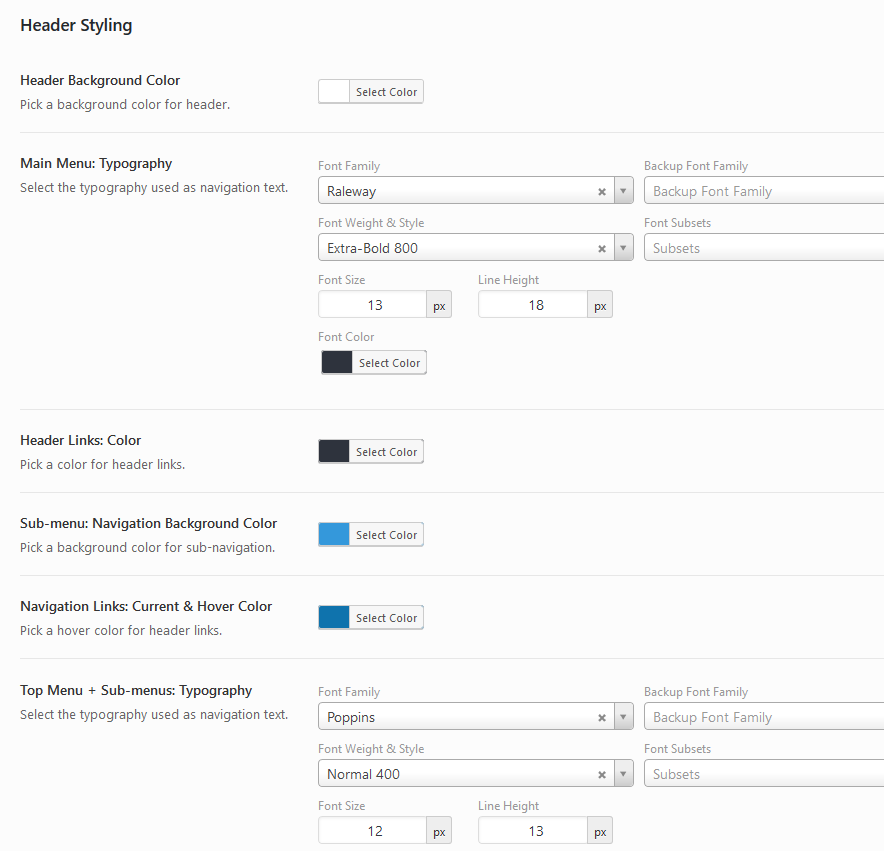 Header Styling
Header Background Color
Pick a background color for header.
Select Color
Main Menu: Typography
Select the typography used as navigation text.
Font Family
Backup Font Family
Raleway
Backup Font Family
Font Weight & Style
Font Subsets
Extra-Bold 800
Subsets
Font Size
Line Height
13 px
18 px
Font Color
Select Color
Header Links: Color
Pick a color for header links.
Select Color
Sub-menu: Navigation Background Color
Pick a background color for sub-navigation.
Select Color
Navigation Links: Current & Hover Color
Pick a hover color for header links.
Select Color
Top Menu + Sub-menus: Typography
Select the typography used as navigation text.
Font Family
Backup Font Family
Poppins
Backup Font Family
Font Weight & Style
Font Subsets
Normal 400
Subsets
Font Size
Line Height
12 px
13 px